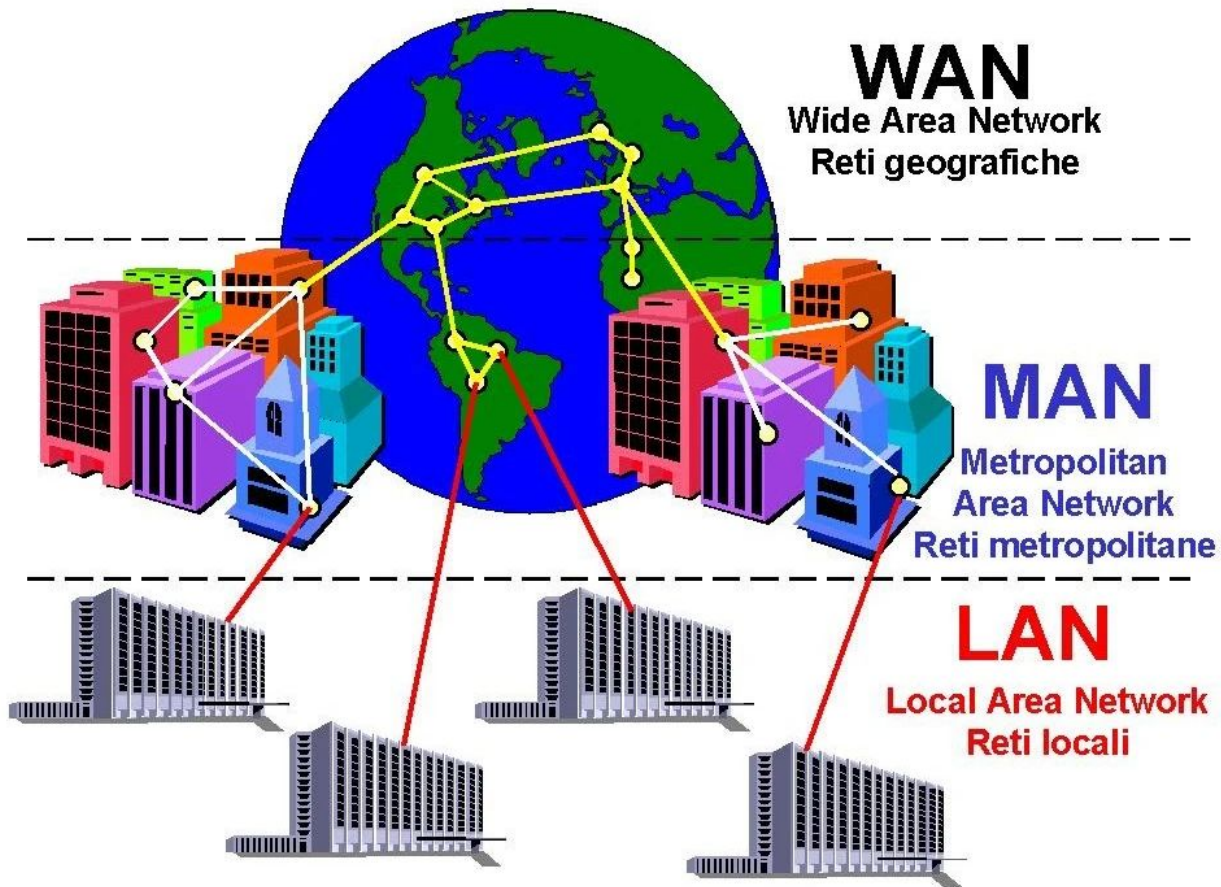 WAN
Wide Area Network
Reti geografiche
MAN
Metropolitan
Area Network
Reti metropolitane
LAN
Local Area Network
Reti locali